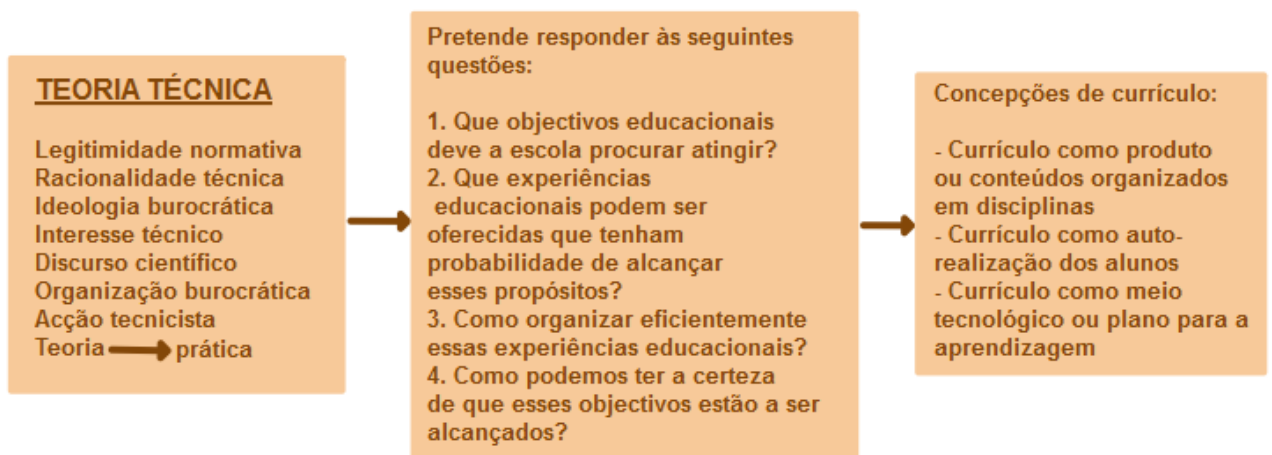 TEORIA TÉCNICA
Legitimidade normativa
Racionalidade técnica
Ideologia burocrática
Interesse técnico
Discurso científico
Organização burocrática
Acção tecnicista
Teoria prática
Pretende responder às seguintes
questões:
1. Que objectivos educacionais
deve a escola procurar atingir?
2. Que experiências
educacionais podem ser
oferecidas que tenham
probabilidade de alcançar
esses propósitos?
3. Como organizar eficientemente
essas experiências educacionais?
4. Como podemos ter a certeza
de que esses objectivos estão a ser
alcançados?
Concepções de currículo:
- Currículo como produto
ou conteúdos organizados
em disciplinas
- Currículo como auto-
realização dos alunos
- Currículo como meio
tecnológico ou plano para a
aprendizagem